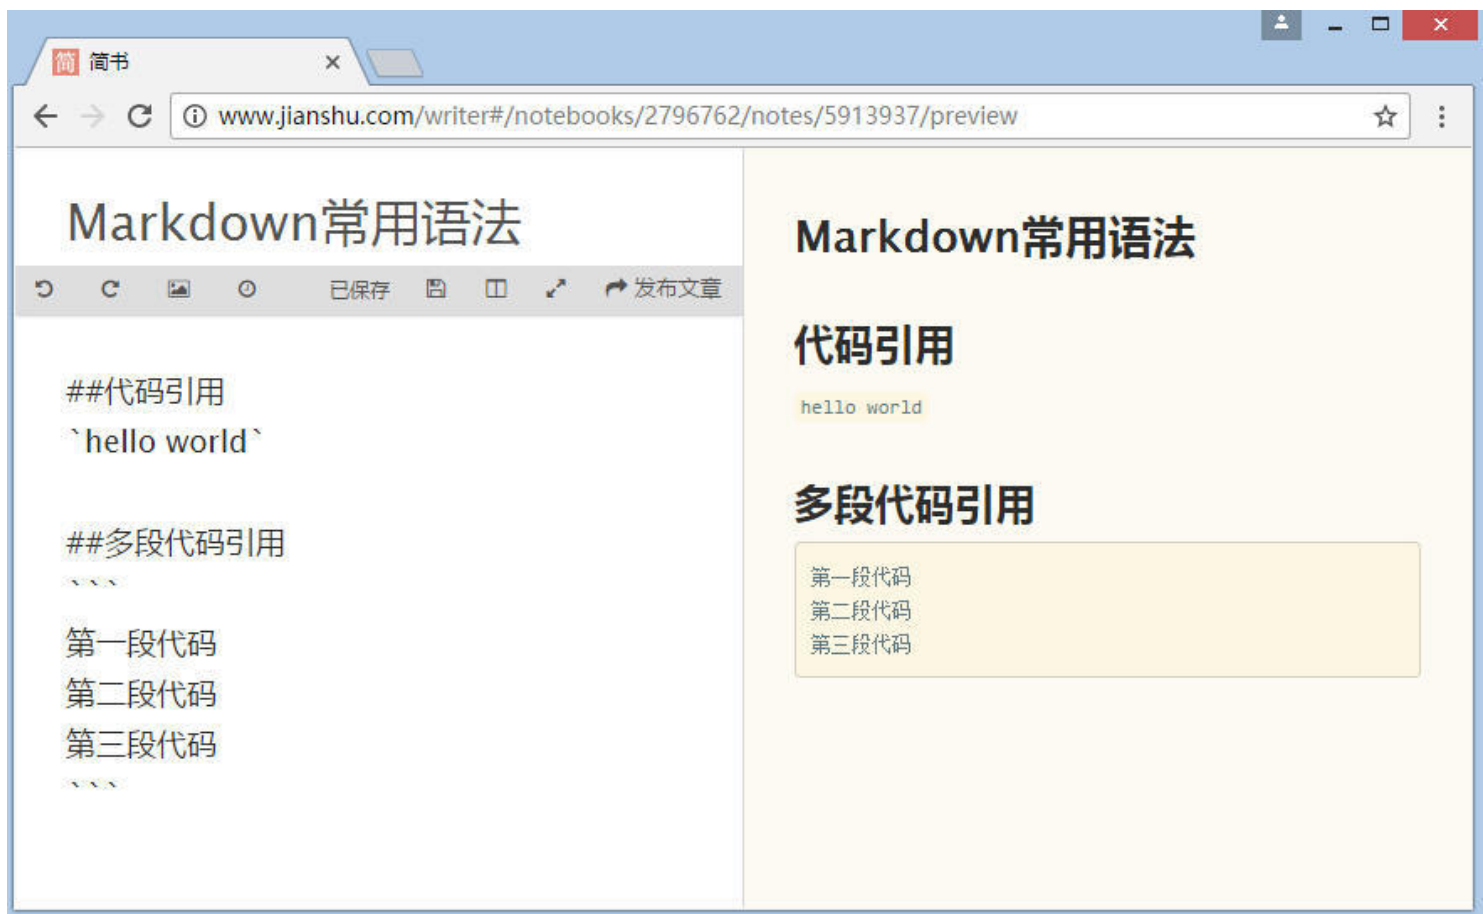 简 简书
www.jianshu.com/writer#/notebooks/2796762/notes/5913937/preview
Markdown常用语法
已保存 发布文章
##代码引用
`hello world`
##多段代码引用
```
第一段代码
第二段代码
第三段代码
```
Markdown常用语法
代码引用
hello world
多段代码引用
第一段代码
第二段代码
第三段代码